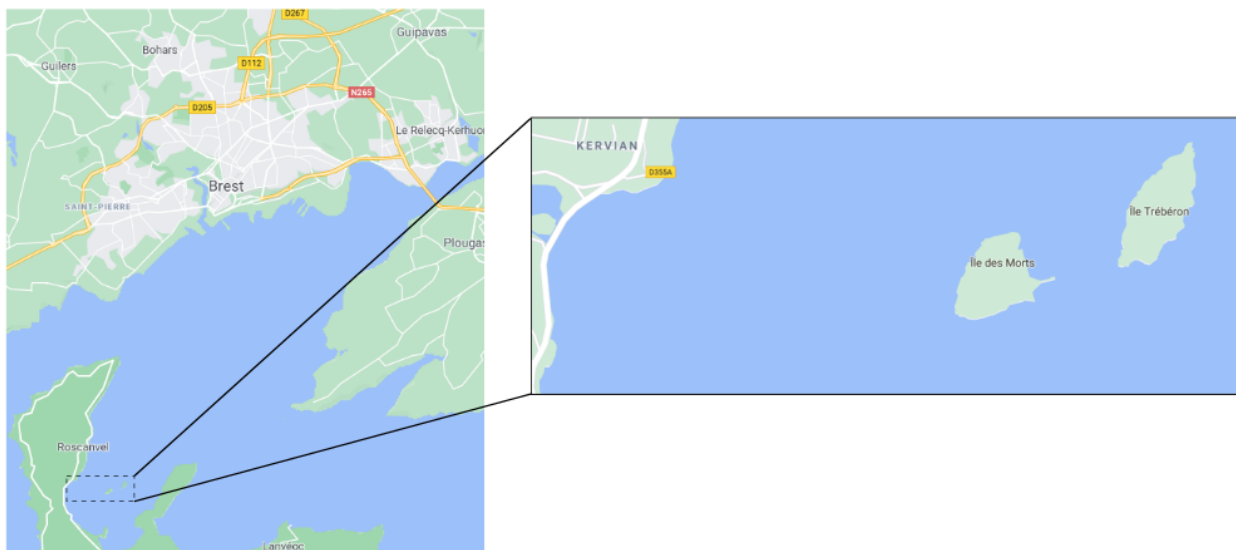 D267
Guipavas
Bohars
D112
Guilers
N265
D205
Le Relecq-Kerhuon
Brest
SAINT-PIERRE
Plougas
Roscanvel
Lanvéoc
KERVIAN
D355A
Île Trébéron
Île des Morts